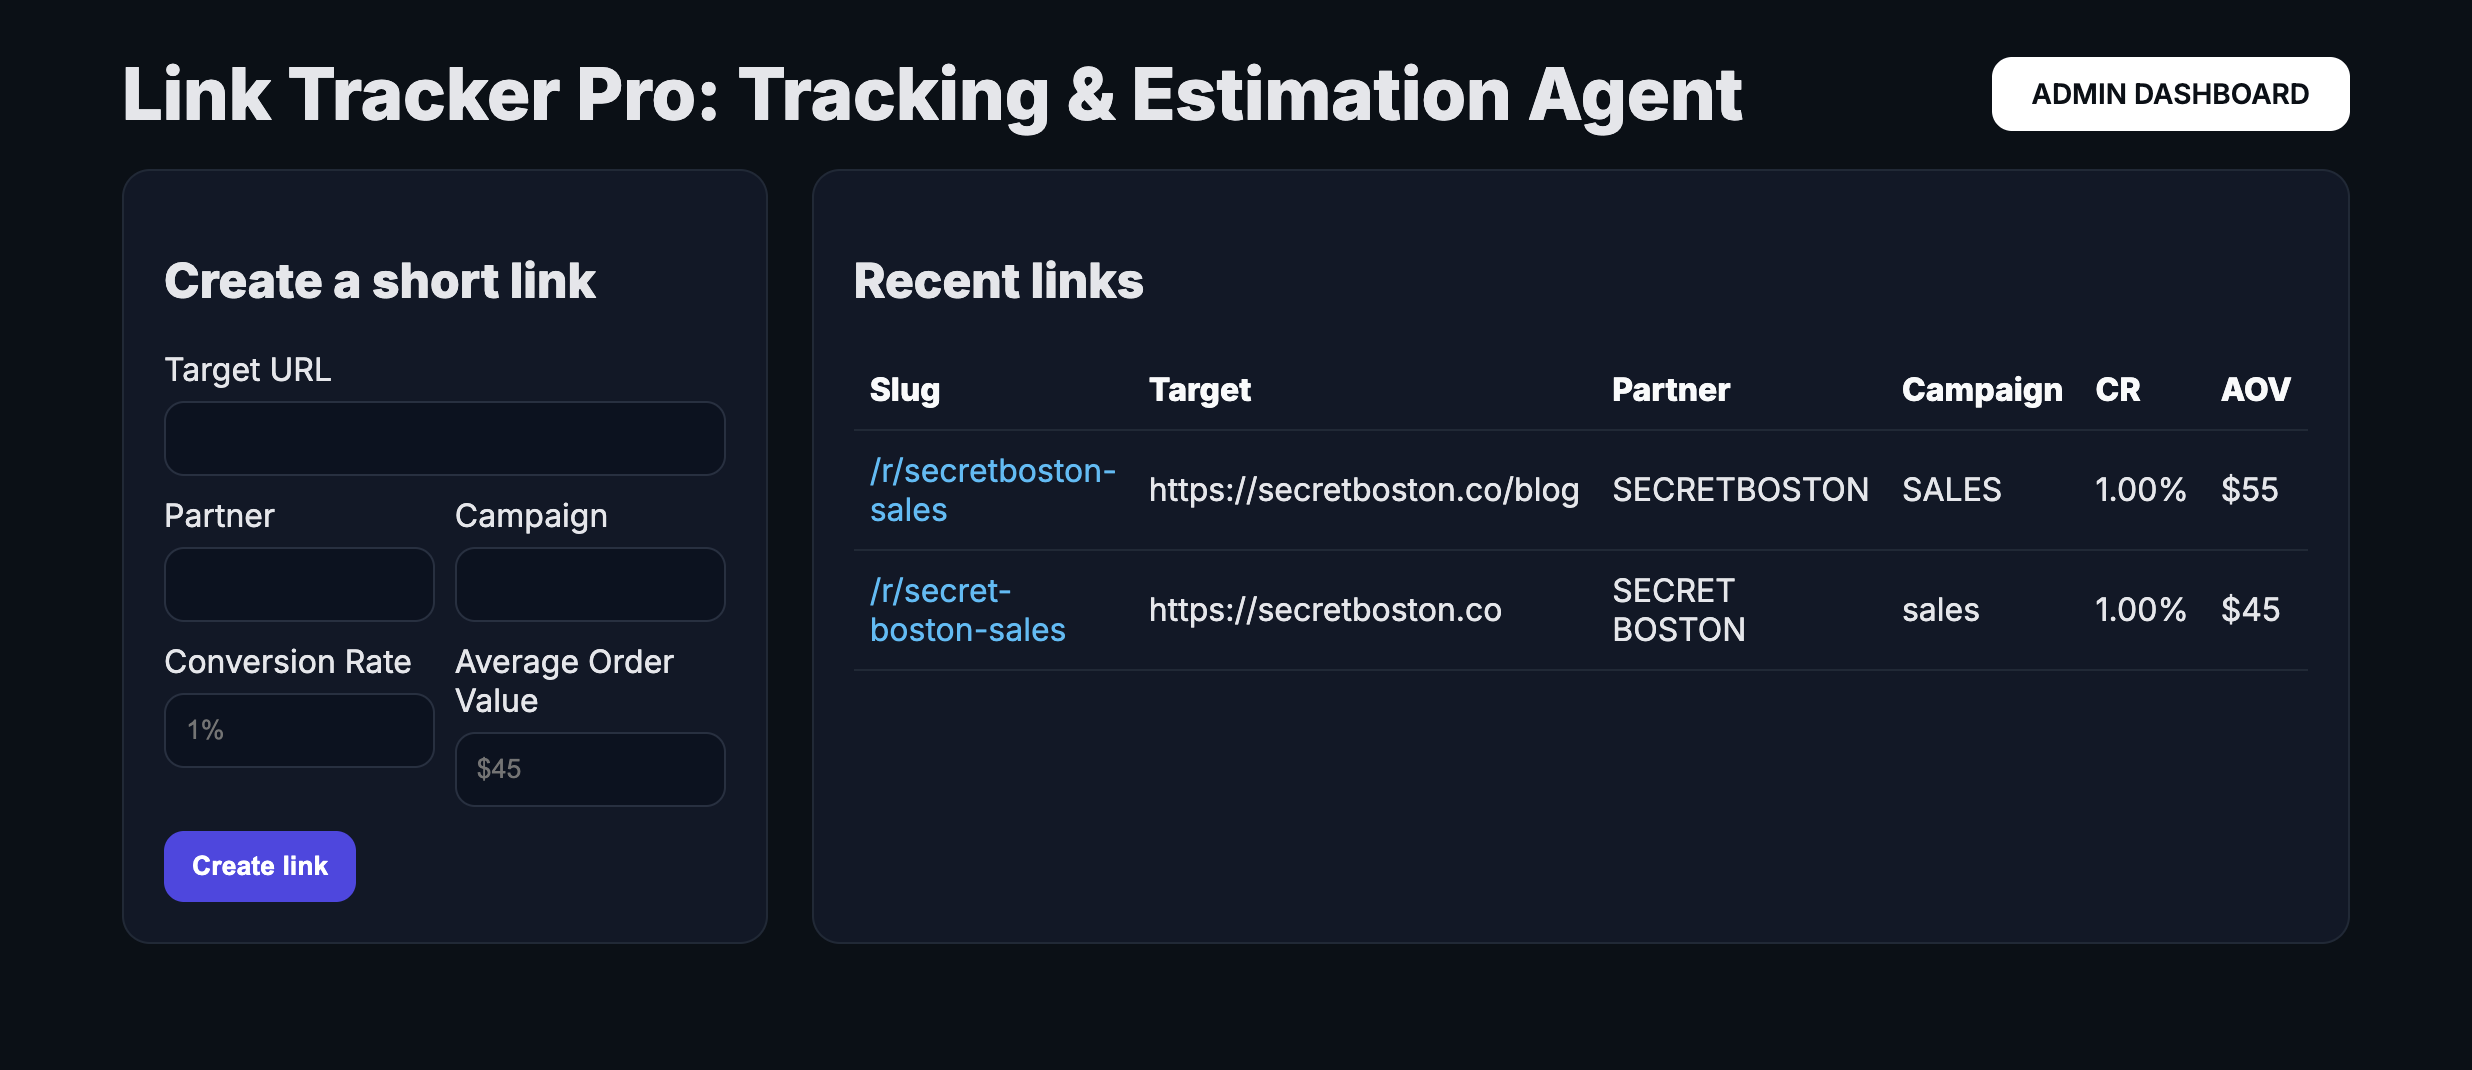 Link Tracker Pro: Tracking & Estimation Agent
ADMIN DASHBOARD
Create a short link
Target URL
Partner
Campaign
Conversion Rate
1%
Average Order
Value
$45
Create link
Recent links
Slug Target Partner Campaign CR AOV
/r/secretboston-
sales
https://secretboston.co/blog SECRETBOSTON SALES 1.00% $55
/r/secret-
boston-sales
https://secretboston.co
SECRET
BOSTON
sales 1.00% $45